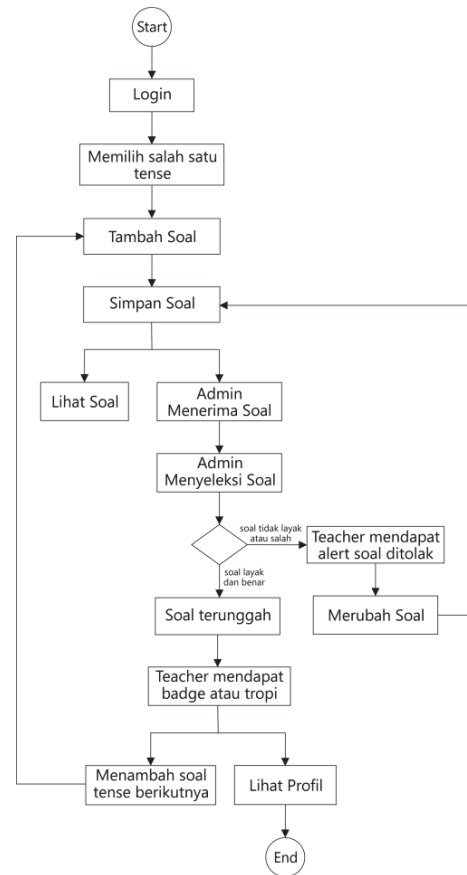 Start
Login
Memilih salah satu
tense
Tambah Soal
Simpan Soal
Lihat Soal
Admin
Menerima Soal
Admin
Menyeleksi Soal
soal tidak layak
atau salah
Teacher mendapat
alert soal ditolak
soal layak
dan benar
Soal terunggah
Merubah Soal
Teacher mendapat
badge atau tropi
Menambah soal
tense berikutnya
Lihat Profil
End